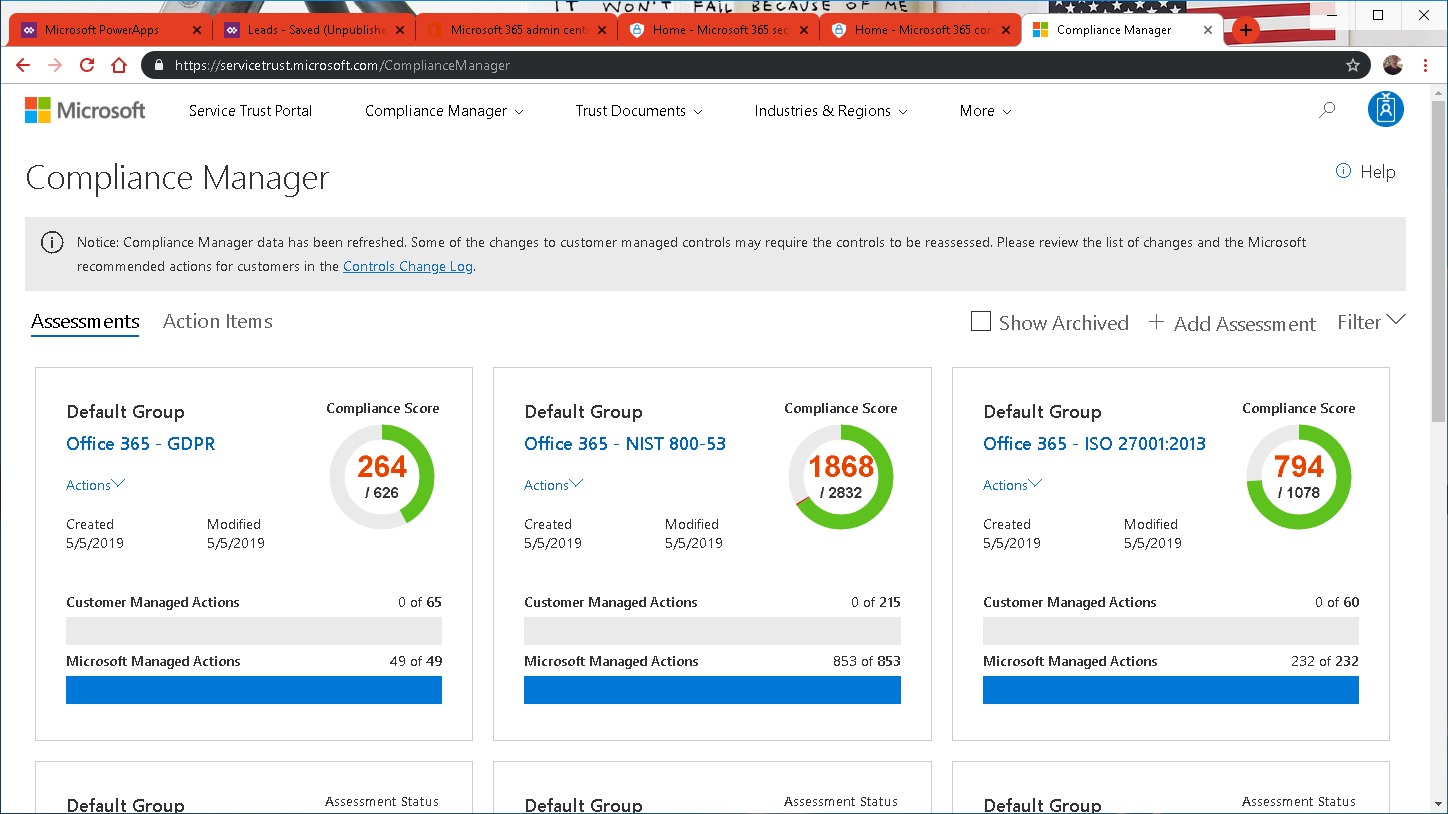 IT WON'T FAIL BECAUSE OF ME
Microsoft PowerApps
Leads - Saved (Unpublishe
Microsoft 365 admin cent
Home - Microsoft 365 sec
Home - Microsoft 365 con
Compliance Manager
https://servicetrust.microsoft.com/ComplianceManager
Microsoft
Service Trust Portal
Compliance Manager
Trust Documents
Industries & Regions
More
Compliance Manager
Help
Notice: Compliance Manager data has been refreshed. Some of the changes to customer managed controls may require the controls to be reassessed. Please review the list of changes and the Microsoft
recommended actions for customers in the Controls Change Log.
Assessments
Action Items
Show Archived
Add Assessment
Filter
Default Group
Compliance Score
Office 365 - GDPR
264
/ 626
Actions
Created
Modified
5/5/2019
5/5/2019
Customer Managed Actions
0 of 65
Microsoft Managed Actions
49 of 49
Default Group
Compliance Score
Office 365 - NIST 800-53
1868
/ 2832
Actions
Created
Modified
5/5/2019
5/5/2019
Customer Managed Actions
0 of 215
Microsoft Managed Actions
853 of 853
Default Group
Compliance Score
Office 365 - ISO 27001:2013
794
/ 1078
Actions
Created
Modified
5/5/2019
5/5/2019
Customer Managed Actions
0 of 60
Microsoft Managed Actions
232 of 232
Default Group
Assessment Status
Default Group
Assessment Status
Default Group
Assessment Status